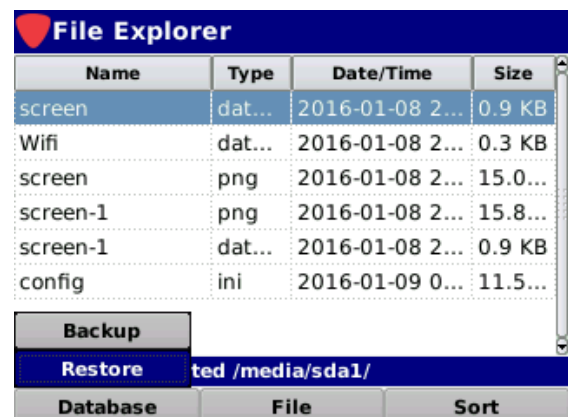 File Explorer
Name Type Date/Time Size
screen dat... 2016-01-08 2... 0.9 KB
Wifi dat... 2016-01-08 2... 0.3 KB
screen png 2016-01-08 2... 15.0...
screen-1 png 2016-01-08 2... 15.8...
screen-1 dat... 2016-01-08 2... 0.9 KB
config ini 2016-01-09 0... 11.5...
Backup
Restore ted /media/sda1/
Database File Sort